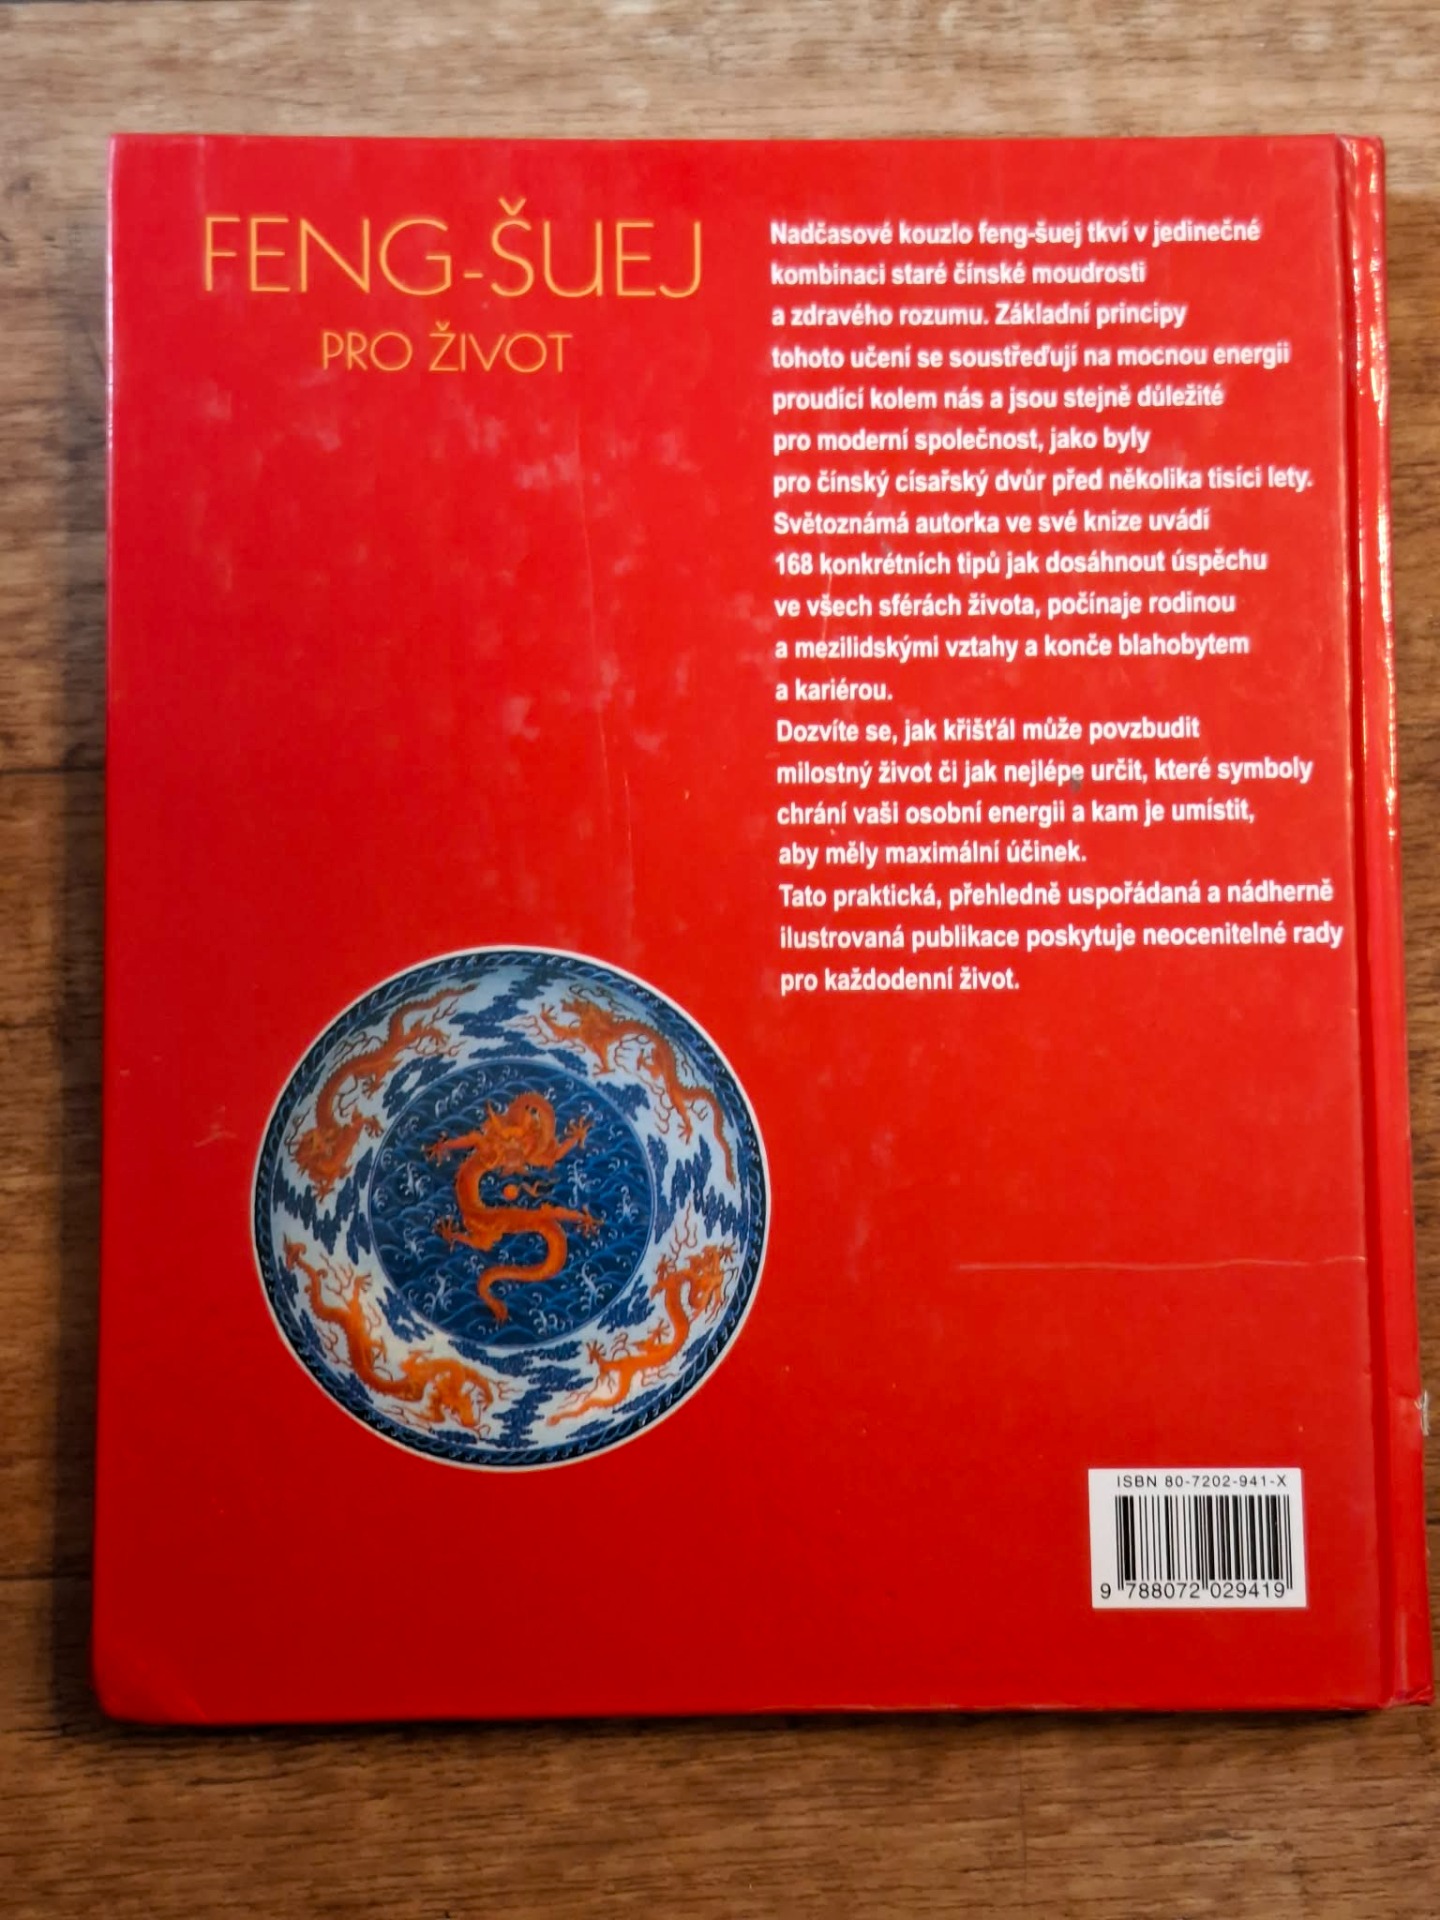 FENG-ŠUEJ
PRO ŽIVOT
Nadčasové kouzlo feng-šuej tkví v jedinečné
kombinaci staré čínské moudrosti
a zdravého rozumu. Základní principy
tohoto učení se soustřeďují na mocnou energii
proudící kolem nás a jsou stejně důležité
pro moderní společnost, jako byly
pro čínský císařský dvůr před několika tisíci lety.
Světoznámá autorka ve své knize uvádí
168 konkrétních tipů jak dosáhnout úspěchu
ve všech sférách života, počínaje rodinou
a mezilidskými vztahy a konče blahobytem
a kariérou.
Dozvíte se, jak křišťál může povzbudit
milostný život či jak nejlépe určit, které symboly
chrání vaši osobní energii a kam je umístit,
aby měly maximální účinek.
Tato praktická, přehledně uspořádaná a nádherně
ilustrovaná publikace poskytuje neocenitelné rady
pro každodenní život.
ISBN 80-7202-941-X
9 788072 029419